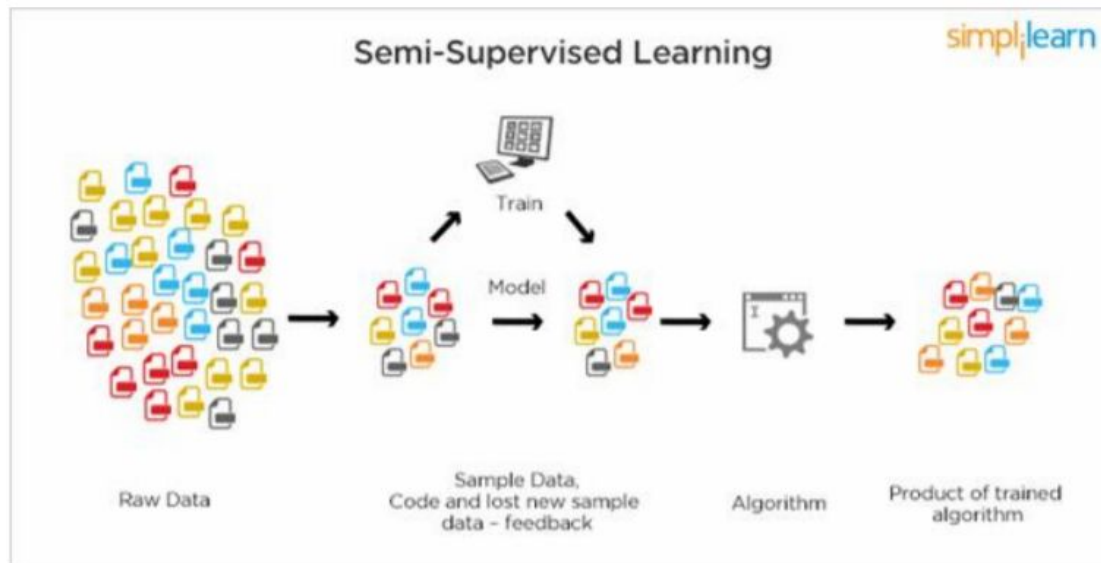 Semi-Supervised Learning
simplilearn
Train
Model
Raw Data
Sample Data,
Code and lost new sample
data – feedback
Algorithm
Product of trained
algorithm